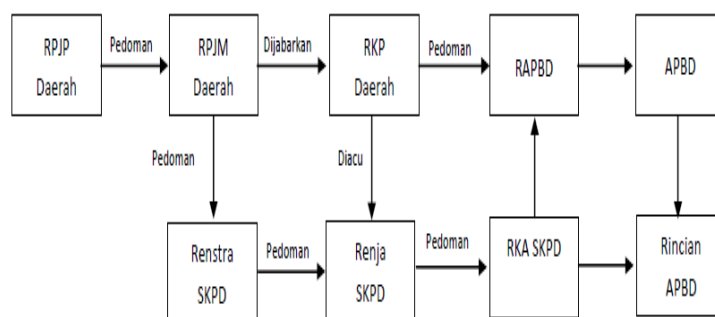 RPJP
Daerah
Pedoman
RPJM
Daerah
Dijabarkan
RKP
Daerah
Pedoman
RAPBD
APBD
Pedoman
Diacu
Renstra
SKPD
Pedoman
Renja
SKPD
Pedoman
RKA SKPD
Rincian
APBD